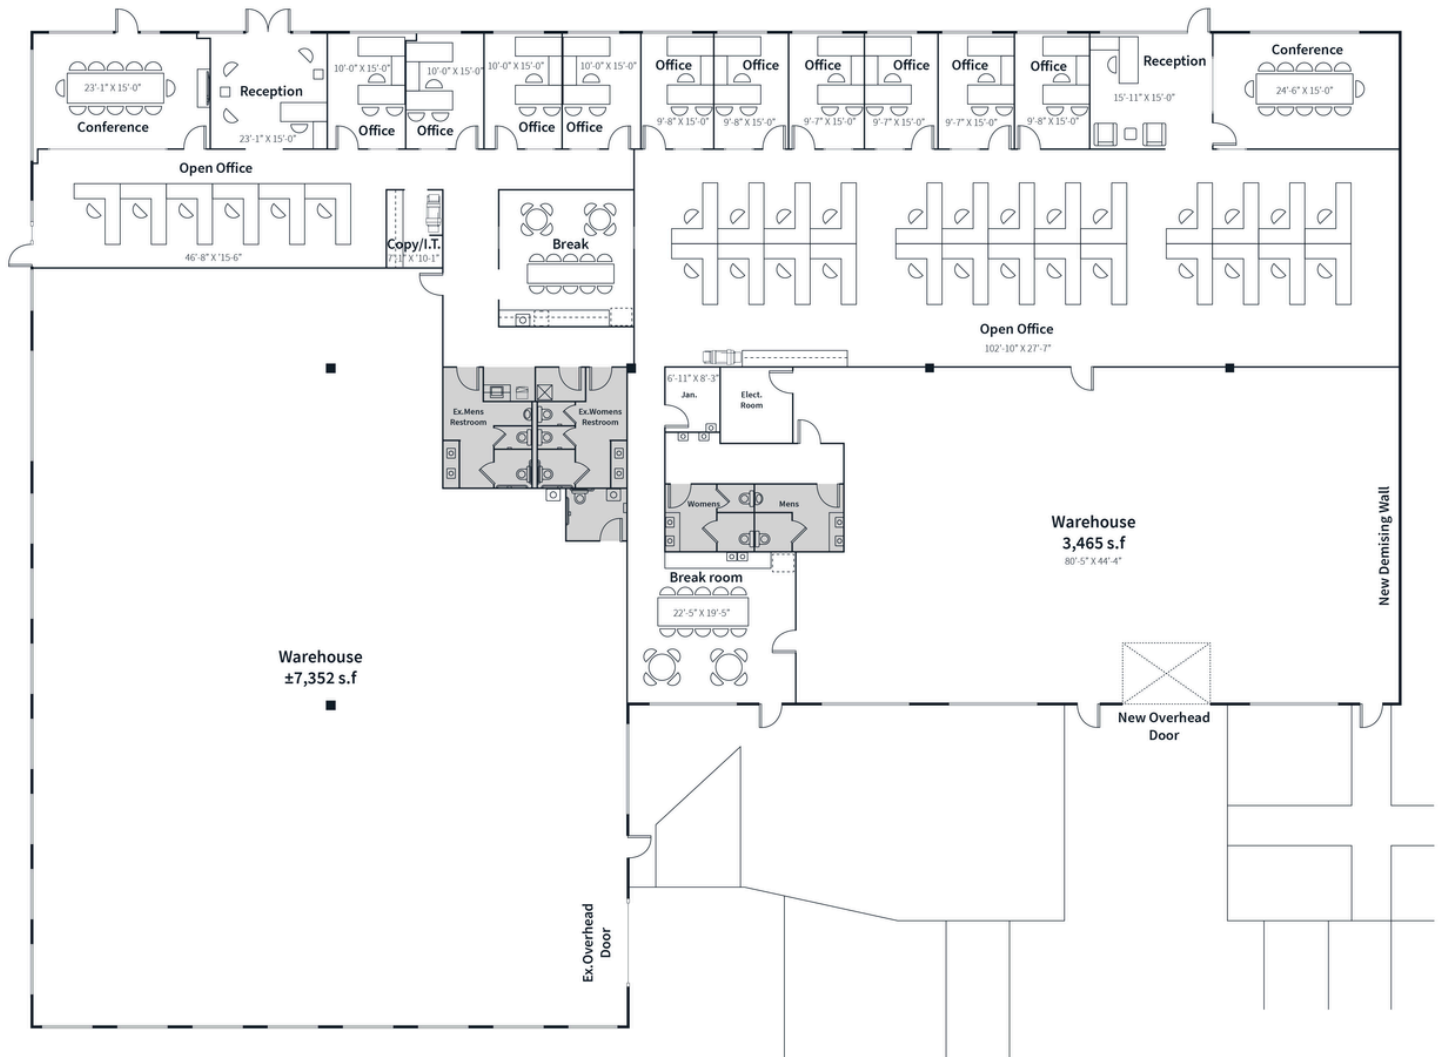 23'-1" X 15'-0"
Conference
Reception
23'-1" X 15'-0"
10'-0" X 15'-0"
Office
10'-0" X 15'-0"
Office
10'-0" X 15'-0"
Office
10'-0" X 15'-0"
Office
Office
9'-8" X 15'-0"
Office
9'-8" X 15'-0"
Office
9'-7" X 15'-0"
Office
9'-7" X 15'-0"
Office
9'-7" X 15'-0"
Office
9'-8" X 15'-0"
Reception
15'-11" X 15'-0"
Conference
24'-6" X 15'-0"
Open Office
46'-8" X '15-6"
Copy/I.T.
7'-1" X '10-1"
Break
Open Office
102'-10" X 27'-7"
Ex.Mens
Restroom
Ex.Womens
Restroom
6'-11" X 8'-3"
Jan.
Elect.
Room
Womens
Mens
Break room
22'-5" X 19'-5"
Warehouse
3,465 s.f
80'-5" X 44'-4"
New Demising Wall
Warehouse
±7,352 s.f
New Overhead
Door
Ex.Overhead
Door